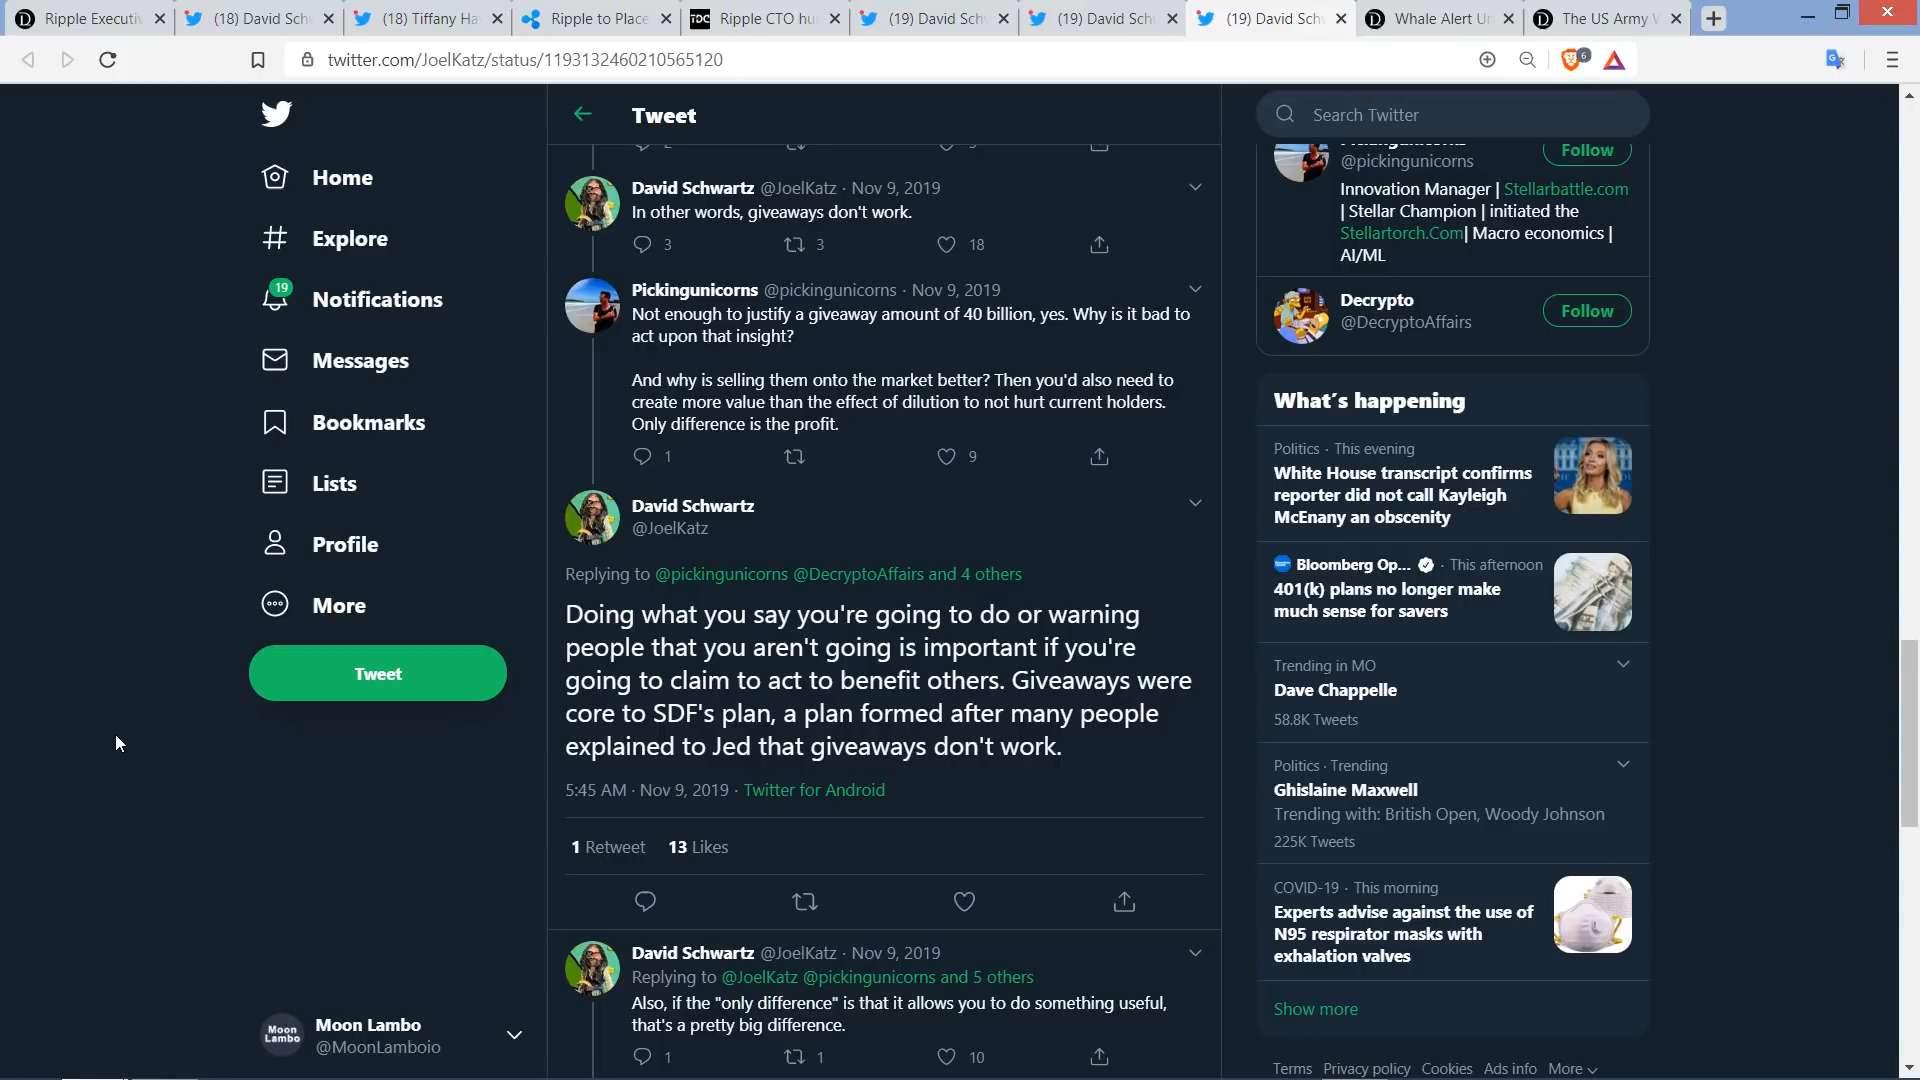 Ripple Executi
(18) David Sch
(18) Tiffany Ha
Ripple to Place
Ripple CTO hu
(19) David Sch
(19) David Sch
(19) David Sch
Whale Alert U
The US Army
twitter.com/JoelKatz/status/1193132460210565120
6
Home
Explore
19
Notifications
Messages
Bookmarks
Lists
Profile
More
Tweet
Moon Lambo
Moon Lambo
@MoonLamboio
Tweet
David Schwartz @JoelKatz · Nov 9, 2019
In other words, giveaways don't work.
3 3 18
Pickingunicorns @pickingunicorns · Nov 9, 2019
Not enough to justify a giveaway amount of 40 billion, yes. Why is it bad to
act upon that insight?
And why is selling them onto the market better? Then you'd also need to
create more value than the effect of dilution to not hurt current holders.
Only difference is the profit.
1 9
David Schwartz
@JoelKatz
Replying to @pickingunicorns @DecryptoAffairs and 4 others
Doing what you say you're going to do or warning
people that you aren't going is important if you're
going to claim to act to benefit others. Giveaways were
core to SDF's plan, a plan formed after many people
explained to Jed that giveaways don't work.
5:45 AM · Nov 9, 2019 · Twitter for Android
1 Retweet 13 Likes
David Schwartz @JoelKatz · Nov 9, 2019
Replying to @JoelKatz @pickingunicorns and 5 others
Also, if the "only difference" is that it allows you to do something useful,
that's a pretty big difference.
1 1 10
Search Twitter
@pickingunicorns
Follow
Innovation Manager | Stellarbattle.com
| Stellar Champion | initiated the
Stellartorch.Com| Macro economics |
AI/ML
Decrypto
@DecryptoAffairs
Follow
What's happening
Politics · This evening
White House transcript confirms
reporter did not call Kayleigh
McEnany an obscenity
Bloomberg Op... · This afternoon
401(k) plans no longer make
much sense for savers
Trending in MO
Dave Chappelle
58.8K Tweets
Politics · Trending
Ghislaine Maxwell
Trending with: British Open, Woody Johnson
225K Tweets
COVID-19 · This morning
Experts advise against the use of
N95 respirator masks with
exhalation valves
Show more
Terms Privacy policy Cookies Ads info More